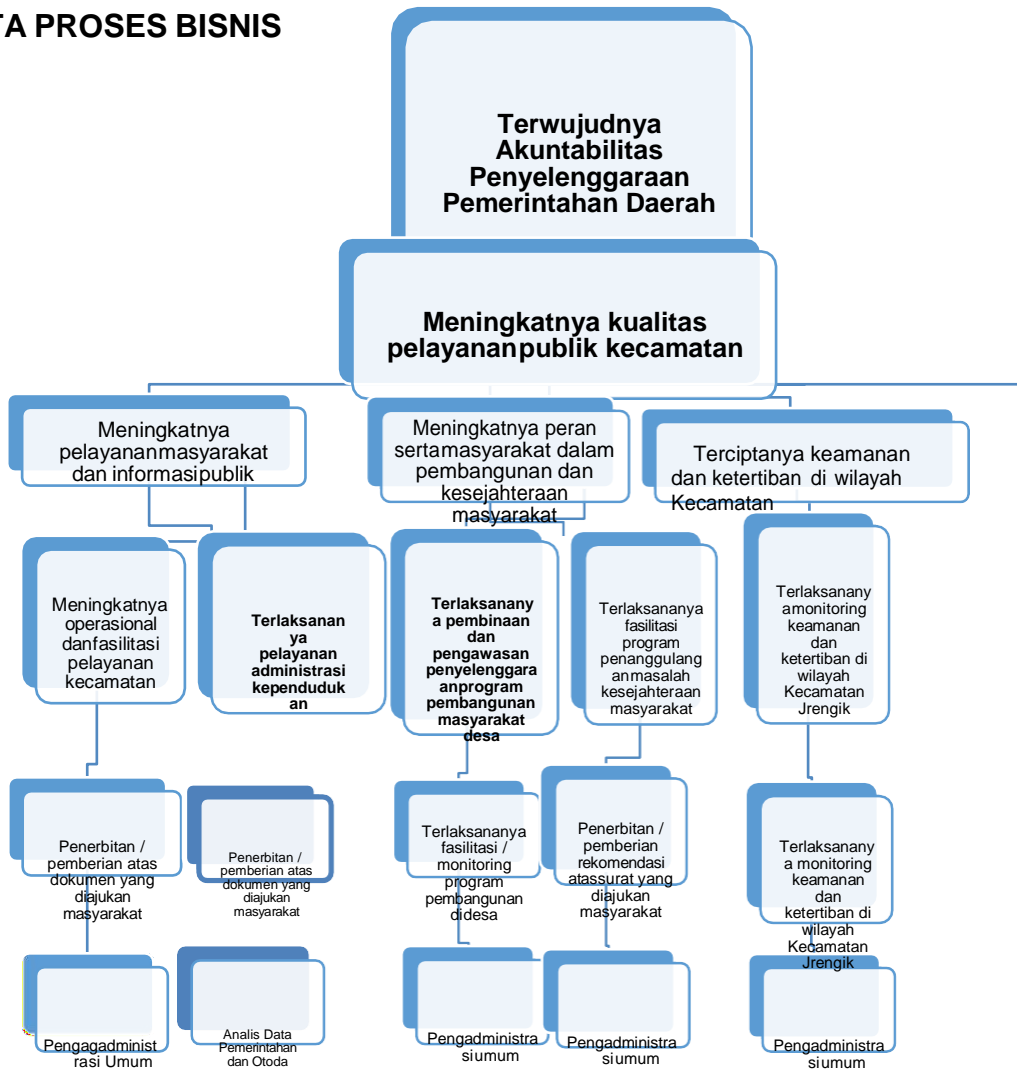 TA PROSES BISNIS
Terwujudnya
Akuntabilitas
Penyelenggaraan
Pemerintahan Daerah
Meningkatnya kualitas
pelayananpublik kecamatan
Meningkatnya
pelayananmasyarakat
dan informasipublik
Meningkatnya peran
sertamasyarakat dalam
pembangunan dan
kesejahteraan
masyarakat
Terciptanya keamanan
dan ketertiban di wilayah
Kecamatan
Meningkatnya
operasional
danfasilitasi
pelayanan
kecamatan
Terlaksanan
ya
pelayanan
administrasi
kependuduk
an
Terlaksanany
a pembinaan
dan
pengawasan
penyelenggara
anprogram
pembangunan
masyarakat
desa
Terlaksananya
fasilitasi
program
penanggulang
anmasalah
kesejahteraan
masyarakat
Terlaksanany
amonitoring
keamanan
dan
ketertiban di
wilayah
Kecamatan
Jrengik
Penerbitan /
pemberian atas
dokumen yang
diajukan
masyarakat
Penerbitan /
pemberian atas
dokumen yang
diajukan
masyarakat
Terlaksananya
fasilitasi /
monitoring
program
pembangunan
didesa
Penerbitan /
pemberian
rekomendasi
atassurat yang
diajukan
masyarakat
Terlaksanany
a monitoring
keamanan
dan
ketertiban di
wilayah
Kecamatan
Jrengik
Pengagadminist
rasi Umum
Analis Data
Pemerintahan
dan Otoda
Pengadministra
siumum
Pengadministra
siumum
Pengadministra
siumum